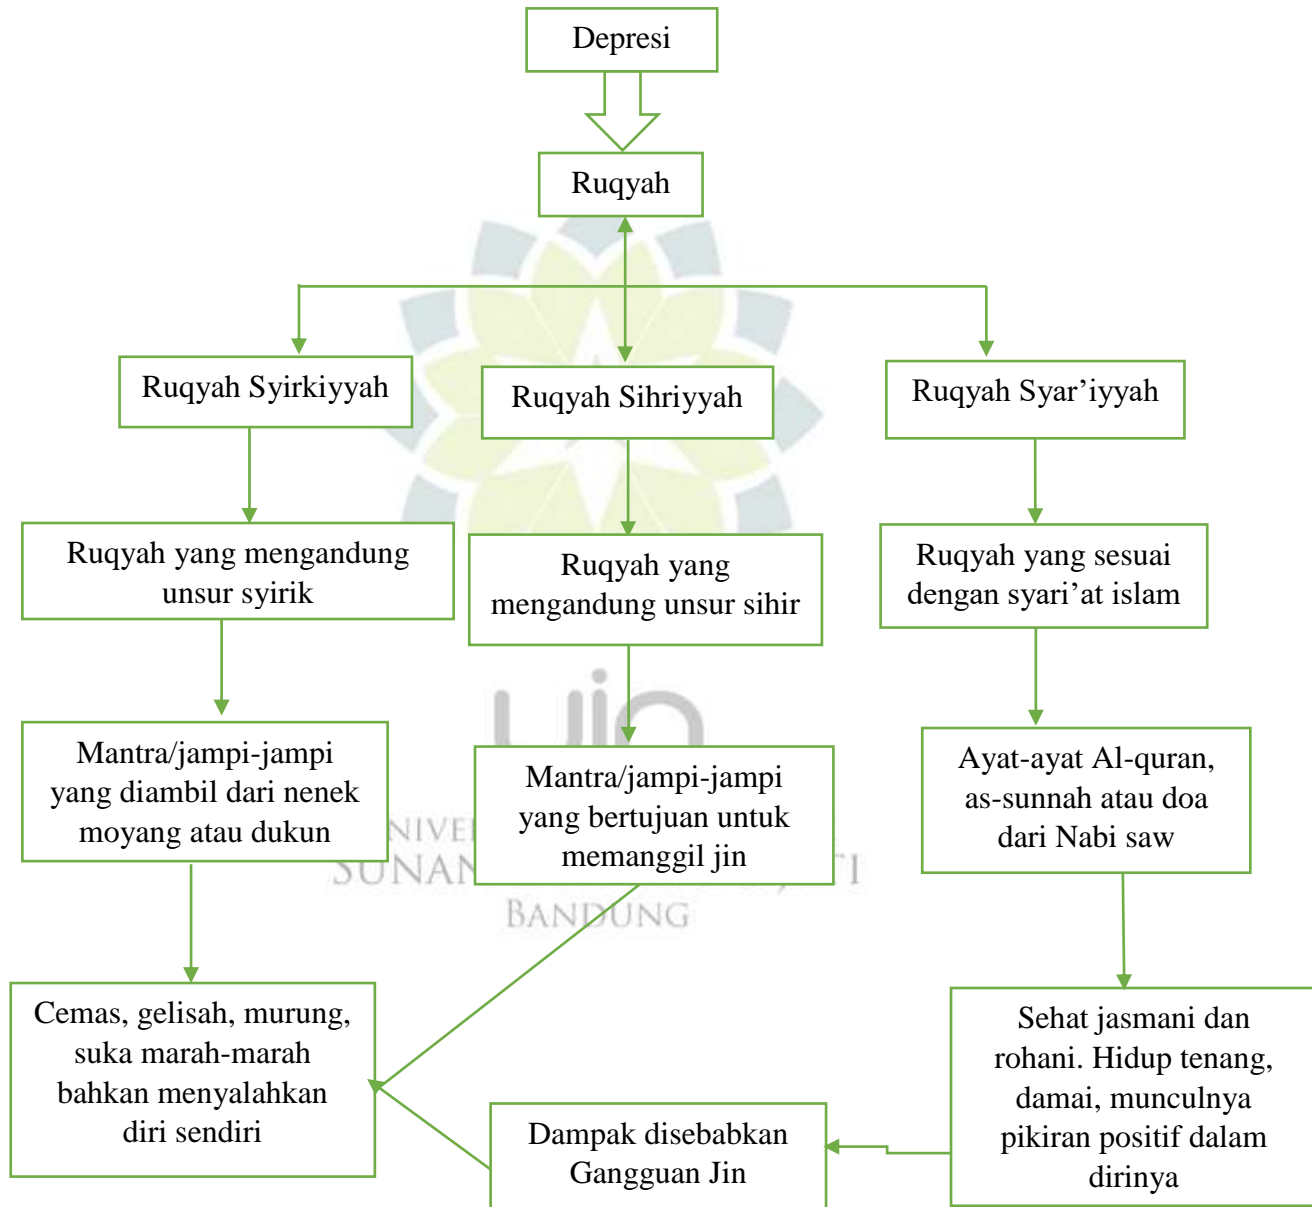 Depresi
Ruqyah
Ruqyah Syirkiyyah
Ruqyah Sihriyyah
Ruqyah Syar’iyyah
Ruqyah yang mengandung
unsur syirik
Ruqyah yang
mengandung unsur sihir
Ruqyah yang sesuai
dengan syari’at islam
uin
Mantra/jampi-jampi
yang diambil dari nenek
moyang atau dukun
Mantra/jampi-jampi
yang bertujuan untuk
memanggil jin
Ayat-ayat Al-quran,
as-sunnah atau doa
dari Nabi saw
NIVE
SUNAN
TI
BANDUNG
Cemas, gelisah, murung,
suka marah-marah
bahkan menyalahkan
diri sendiri
Dampak disebabkan
Gangguan Jin
Sehat jasmani dan
rohani. Hidup tenang,
damai, munculnya
pikiran positif dalam
dirinya